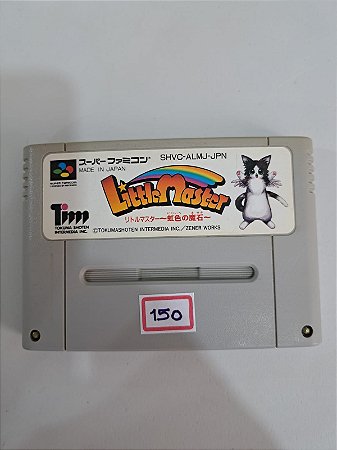 スーパーファミコン
MADE IN JAPAN
SHVC-ALMJ-JPN
Little Master
リトルマスター〜虹色の魔石〜
Tim
TOKUMA SHOTEN
INTERMEDIA INC.
©TOKUMASHOTEN INTERMEDIA INC./ZENER WORKS
150